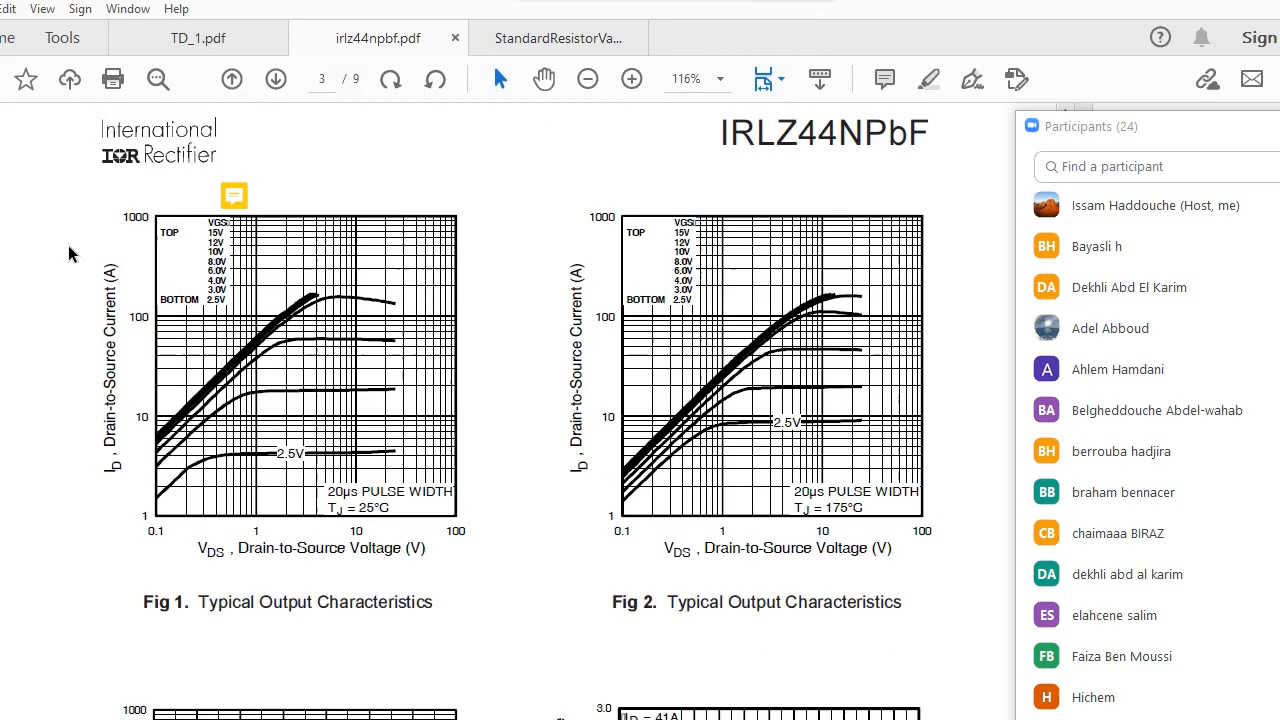 Edit View Sign Window Help
me Tools TD_1.pdf irlz44npbf.pdf × StandardResistorVa... Sign
3 / 9 116%
International
IOR Rectifier
IRLZ44NPbF
1000
100
10
1
0.1 1 10 100
I_D , Drain-to-Source Current (A)
VGS
TOP 15V
12V
10V
8.0V
6.0V
4.0V
3.0V
BOTTOM 2.5V
2.5V
20µs PULSE WIDTH
T_J = 25°C
V_DS , Drain-to-Source Voltage (V)
Fig 1. Typical Output Characteristics
1000
100
10
1
0.1 1 10 100
I_D , Drain-to-Source Current (A)
VGS
TOP 15V
12V
10V
8.0V
6.0V
4.0V
3.0V
BOTTOM 2.5V
2.5V
20µs PULSE WIDTH
T_J = 175°C
V_DS , Drain-to-Source Voltage (V)
Fig 2. Typical Output Characteristics
1000
3.0
I_D = 41A
Participants (24)
Find a participant
Issam Haddouche (Host, me)
BH Bayasli h
DA Dekhli Abd El Karim
Adel Abboud
A Ahlem Hamdani
BA Belgheddouche Abdel-wahab
BH berrouba hadjira
BB braham bennacer
CB chaimaaa BIRAZ
DA dekhli abd al karim
ES elahcene salim
FB Faiza Ben Moussi
H Hichem